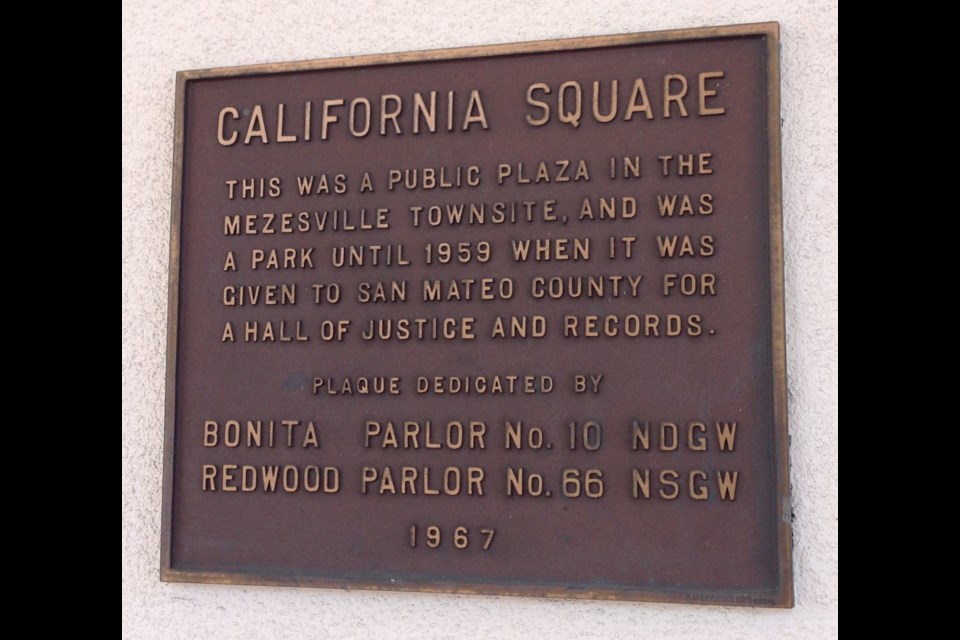 CALIFORNIA SQUARE
THIS WAS A PUBLIC PLAZA IN THE
MEZESVILLE TOWNSITE, AND WAS
A PARK UNTIL 1959 WHEN IT WAS
GIVEN TO SAN MATEO COUNTY FOR
A HALL OF JUSTICE AND RECORDS.
PLAQUE DEDICATED BY
BONITA PARLOR No. 10 NDGW
REDWOOD PARLOR No. 66 NSGW
1967